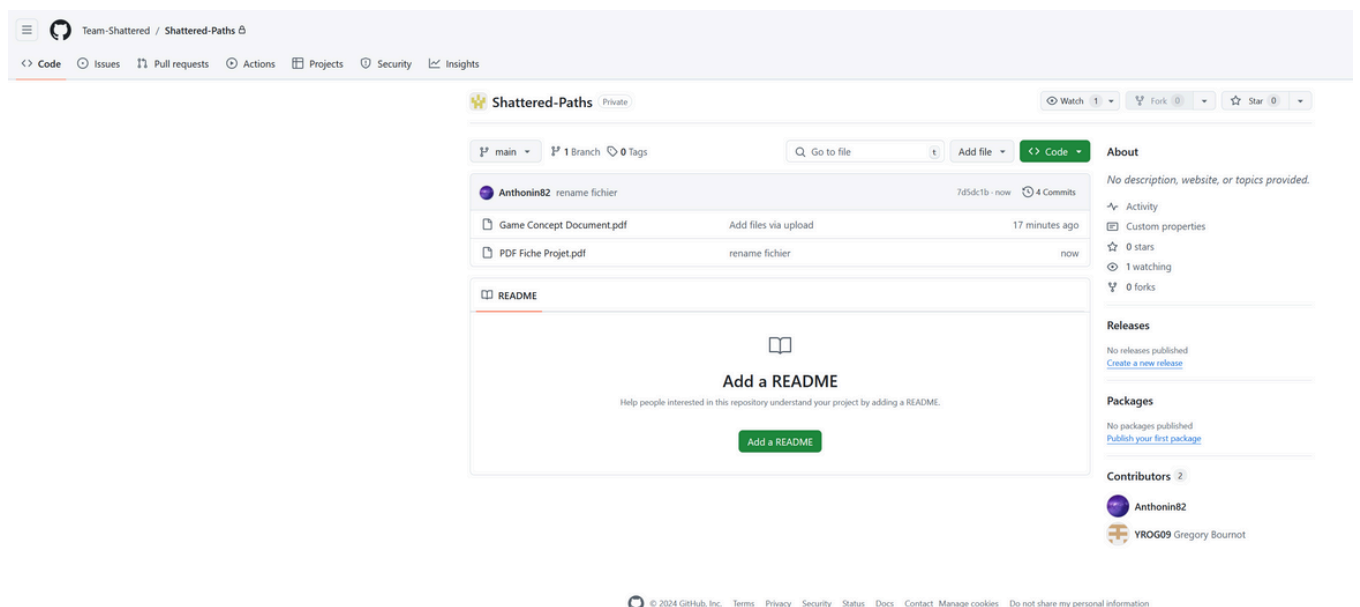 Team-Shattered / Shattered-Paths
Code Issues Pull requests Actions Projects Security Insights
Shattered-Paths Private Watch 1 Fork 0 Star 0
main 1 Branch 0 Tags Go to file t Add file Code
Anthonin82 rename fichier 7d5dc1b · now 4 Commits
Game Concept Document.pdf Add files via upload 17 minutes ago
PDF Fiche Projet.pdf rename fichier now
README
Add a README
Help people interested in this repository understand your project by adding a README.
Add a README
About
No description, website, or topics provided.
Activity
Custom properties
0 stars
1 watching
0 forks
Releases
No releases published
Create a new release
Packages
No packages published
Publish your first package
Contributors 2
Anthonin82
YROG09 Gregory Bournot
© 2024 GitHub, Inc. Terms Privacy Security Status Docs Contact Manage cookies Do not share my personal information